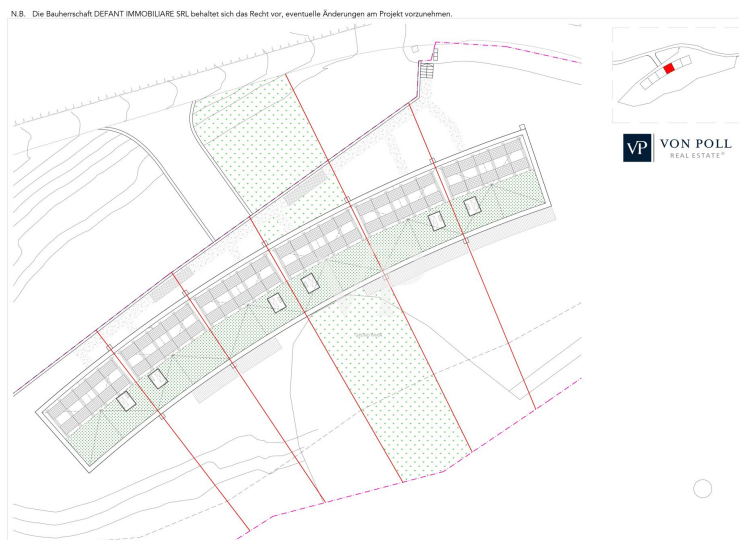 N.B. Die Bauherrschaft DEFANT IMMOBILIARE SRL behaltet sich das Recht vor, eventuelle Änderungen am Projekt vorzunehmen.
VP VON POLL
REAL ESTATE®